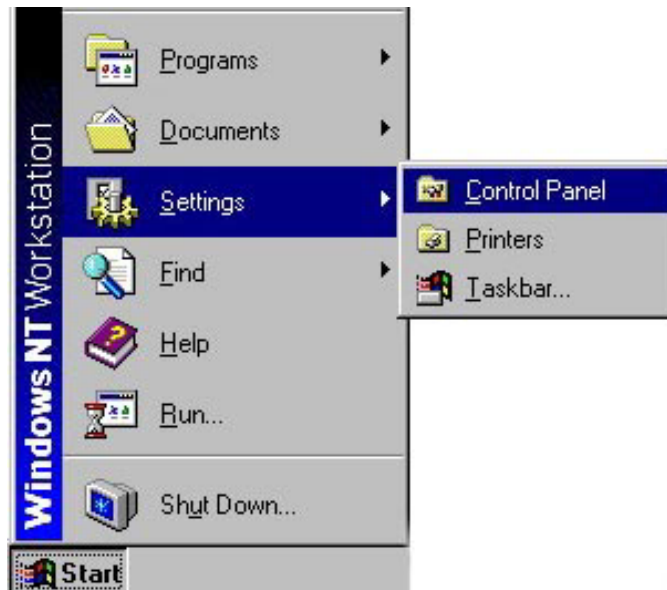 Windows NT Workstation
Programs
Documents
Settings
Control Panel
Printers
Taskbar...
Find
Help
Run...
Shut Down...
Start